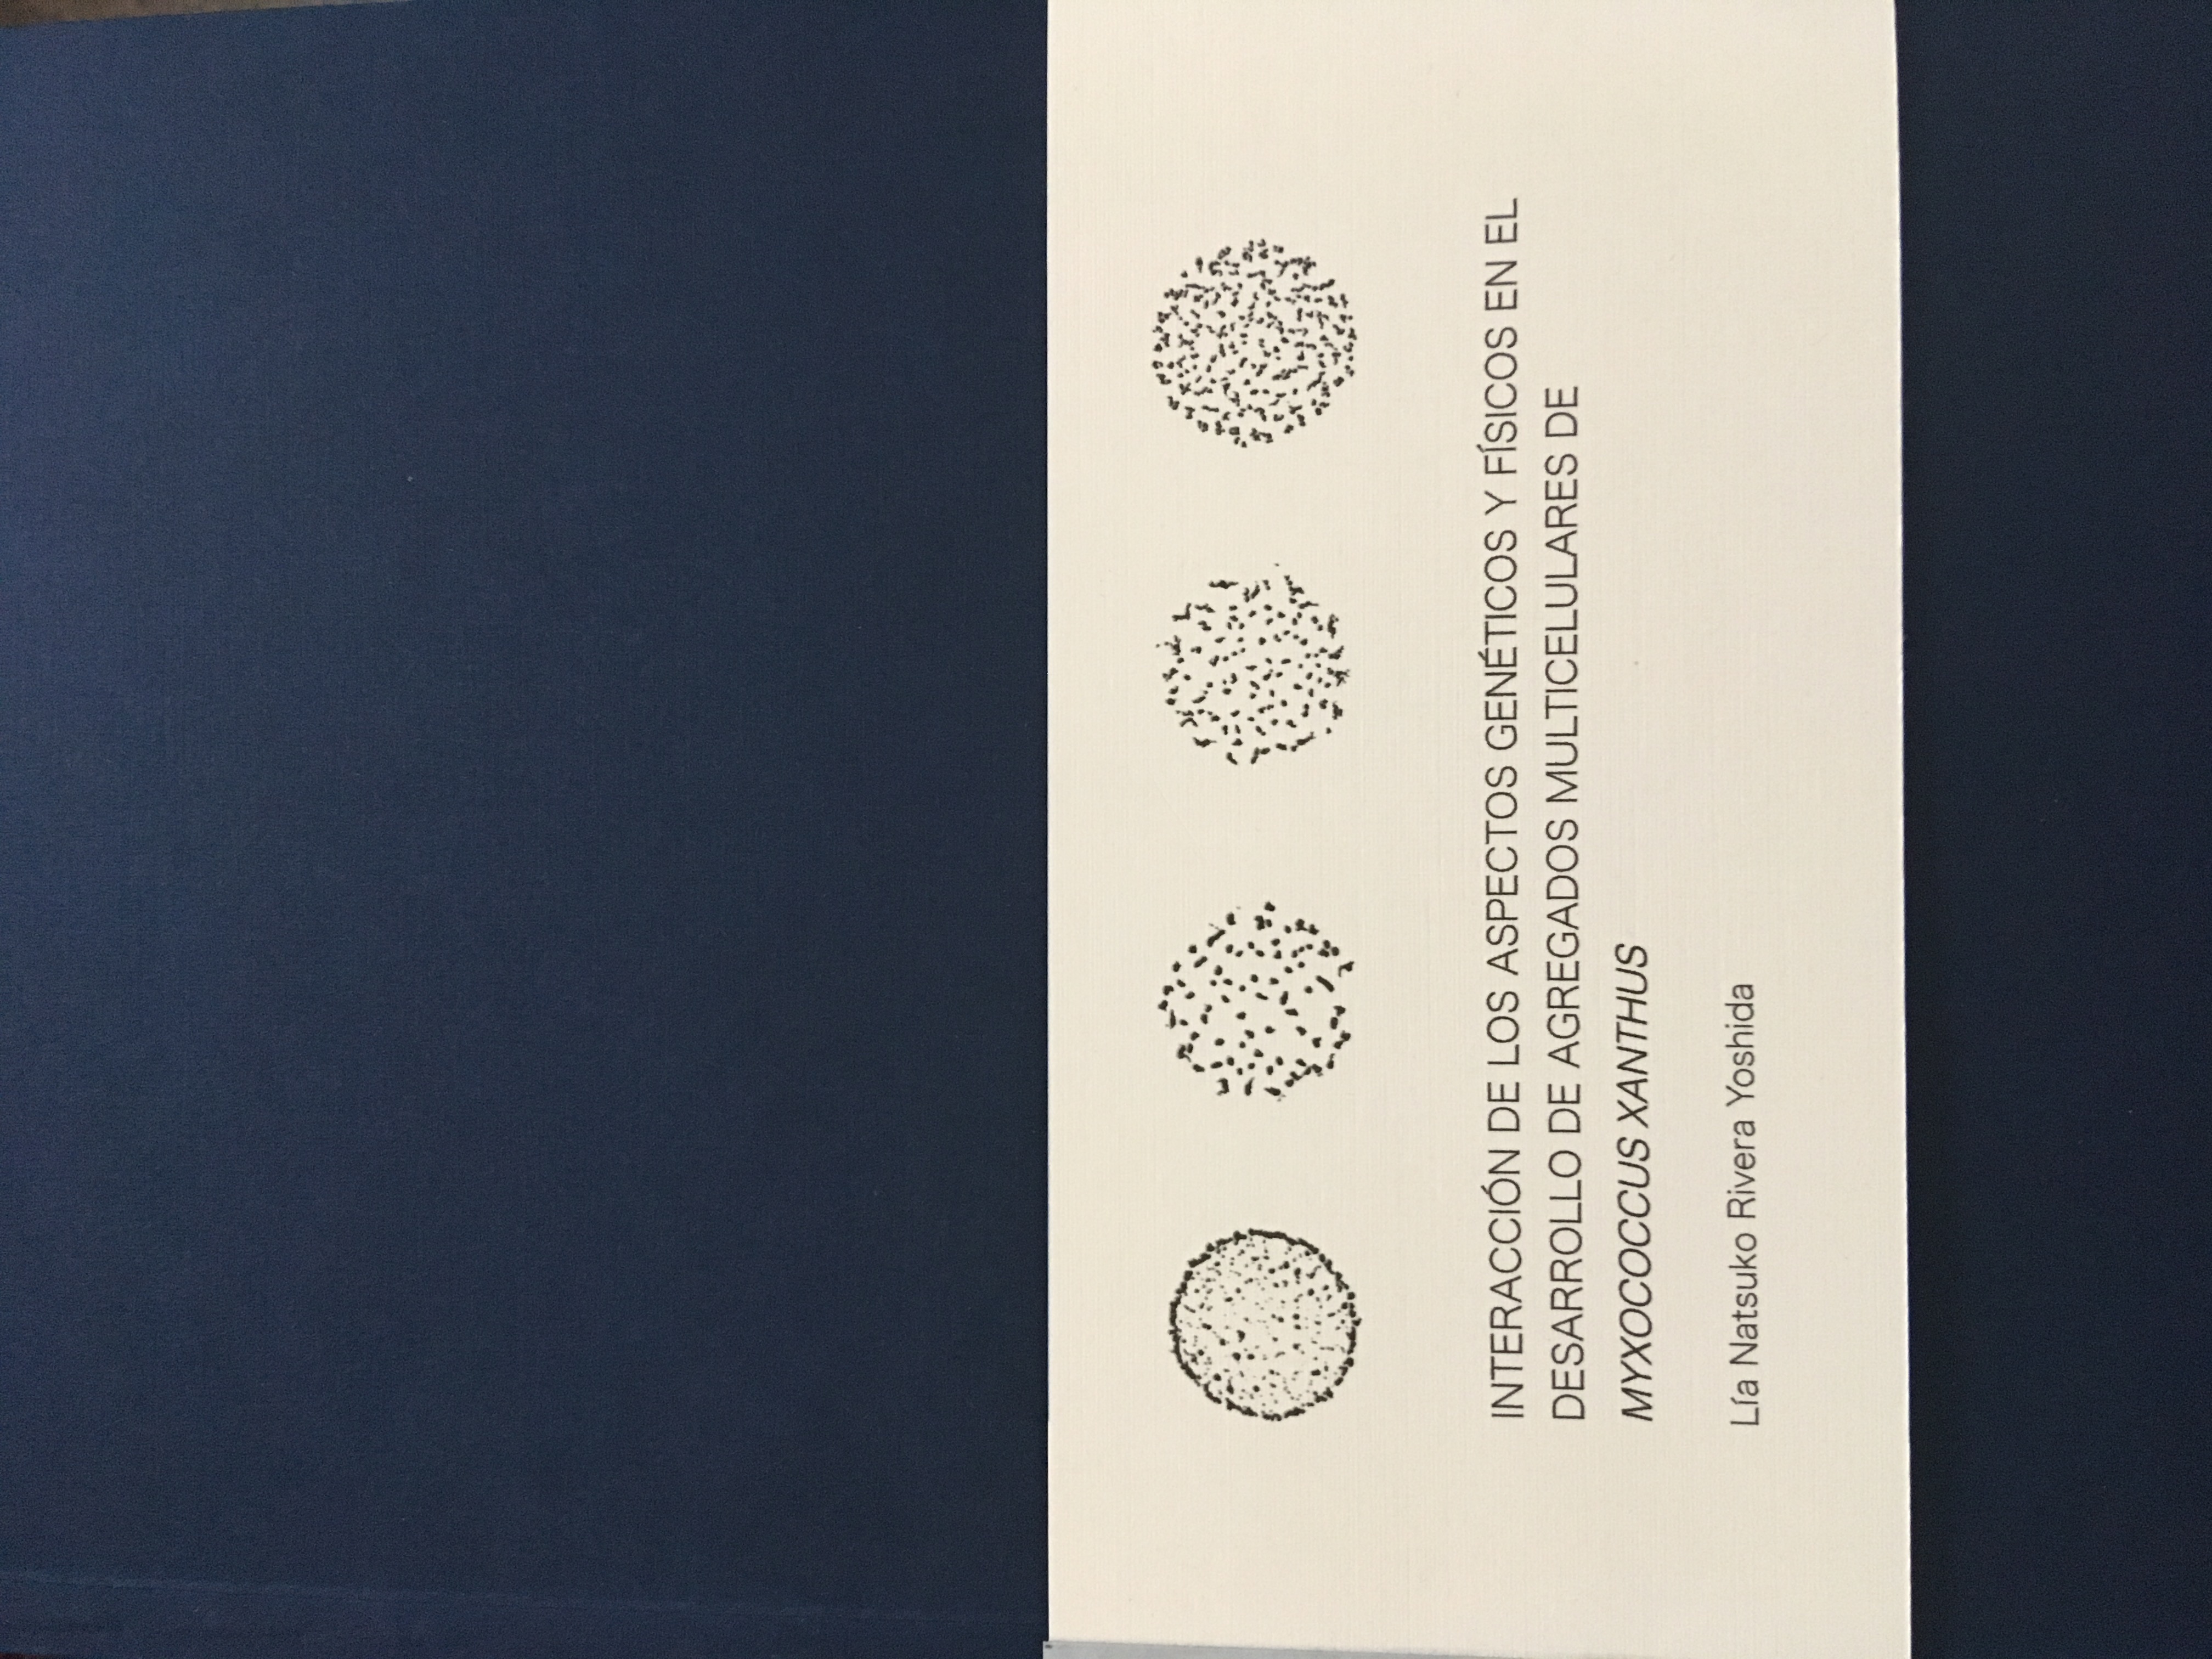 INTERACCIÓN DE LOS ASPECTOS GENÉTICOS Y FÍSICOS EN EL
DESARROLLO DE AGREGADOS MULTICELULARES DE
MYXOCOCCUS XANTHUS
Lía Natsuko Rivera Yoshida